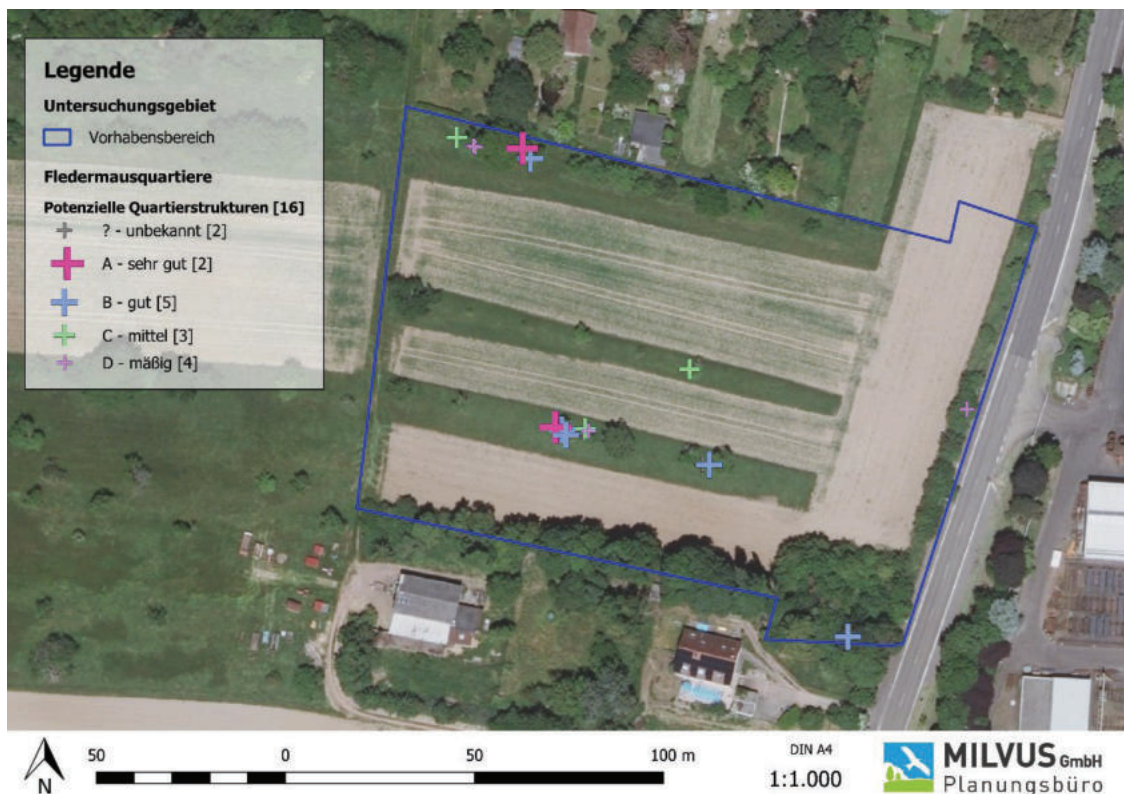 Legende
Untersuchungsgebiet
Vorhabensbereich
Fledermausquartiere
Potenzielle Quartierstrukturen [16]
? - unbekannt [2]
A - sehr gut [2]
B - gut [5]
C - mittel [3]
D - mäßig [4]
N
50 0 50 100 m
DIN A4
1:1.000
MILVUS GmbH
Planungsbüro